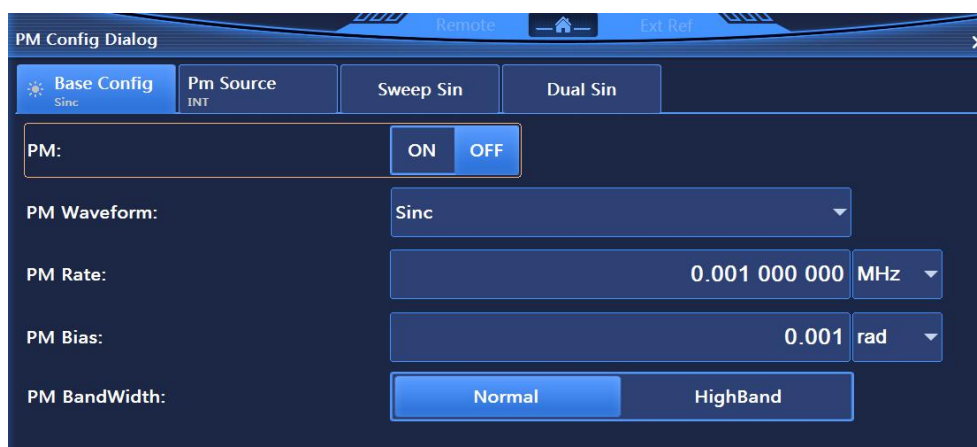 Remote Ext Ref
PM Config Dialog
Base Config
Sinc
Pm Source
INT
Sweep Sin
Dual Sin
PM: ON OFF
PM Waveform: Sinc
PM Rate: 0.001 000 000 MHz
PM Bias: 0.001 rad
PM BandWidth: Normal HighBand